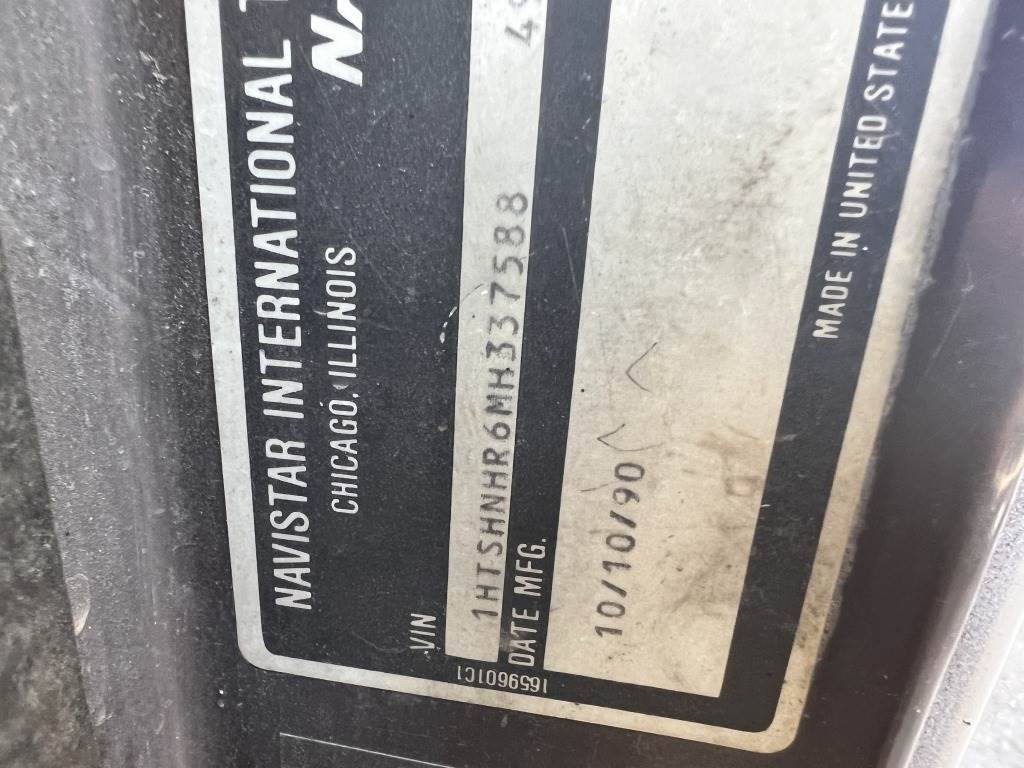 NAVISTAR INTERNATIONAL
CHICAGO, ILLINOIS
VIN
1HTSHNHR6MH337588
DATE MFG.
10/10/90
MADE IN UNITED STATE
1659601C1